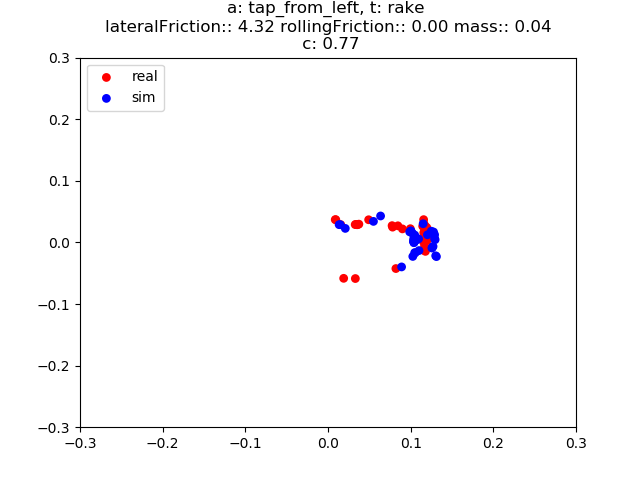 a: tap_from_left, t: rake
lateralFriction:: 4.32 rollingFriction:: 0.00 mass:: 0.04
c: 0.77
real
sim
0.3
0.2
0.1
0.0
−0.1
−0.2
−0.3
−0.3
−0.2
−0.1
0.0
0.1
0.2
0.3